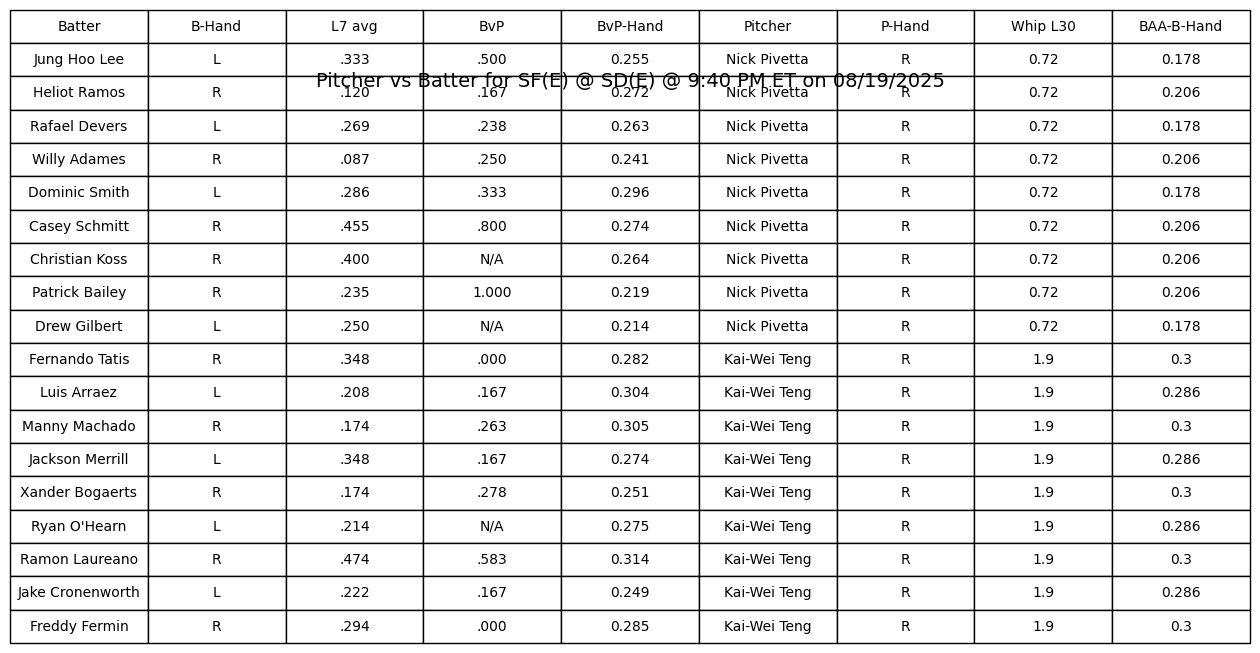 Batter B-Hand L7 avg BvP BvP-Hand Pitcher P-Hand Whip L30 BAA-B-Hand
Jung Hoo Lee L .333 .500 0.255 Nick Pivetta R 0.72 0.178
Pitcher vs Batter for SF(E) @ SD(E) @ 9:40 PM ET on 08/19/2025
Heliot Ramos R .120 .167 0.272 Nick Pivetta R 0.72 0.206
Rafael Devers L .269 .238 0.263 Nick Pivetta R 0.72 0.178
Willy Adames R .087 .250 0.241 Nick Pivetta R 0.72 0.206
Dominic Smith L .286 .333 0.296 Nick Pivetta R 0.72 0.178
Casey Schmitt R .455 .800 0.274 Nick Pivetta R 0.72 0.206
Christian Koss R .400 N/A 0.264 Nick Pivetta R 0.72 0.206
Patrick Bailey R .235 1.000 0.219 Nick Pivetta R 0.72 0.206
Drew Gilbert L .250 N/A 0.214 Nick Pivetta R 0.72 0.178
Fernando Tatis R .348 .000 0.282 Kai-Wei Teng R 1.9 0.3
Luis Arraez L .208 .167 0.304 Kai-Wei Teng R 1.9 0.286
Manny Machado R .174 .263 0.305 Kai-Wei Teng R 1.9 0.3
Jackson Merrill L .348 .167 0.274 Kai-Wei Teng R 1.9 0.286
Xander Bogaerts R .174 .278 0.251 Kai-Wei Teng R 1.9 0.3
Ryan O'Hearn L .214 N/A 0.275 Kai-Wei Teng R 1.9 0.286
Ramon Laureano R .474 .583 0.314 Kai-Wei Teng R 1.9 0.3
Jake Cronenworth L .222 .167 0.249 Kai-Wei Teng R 1.9 0.286
Freddy Fermin R .294 .000 0.285 Kai-Wei Teng R 1.9 0.3